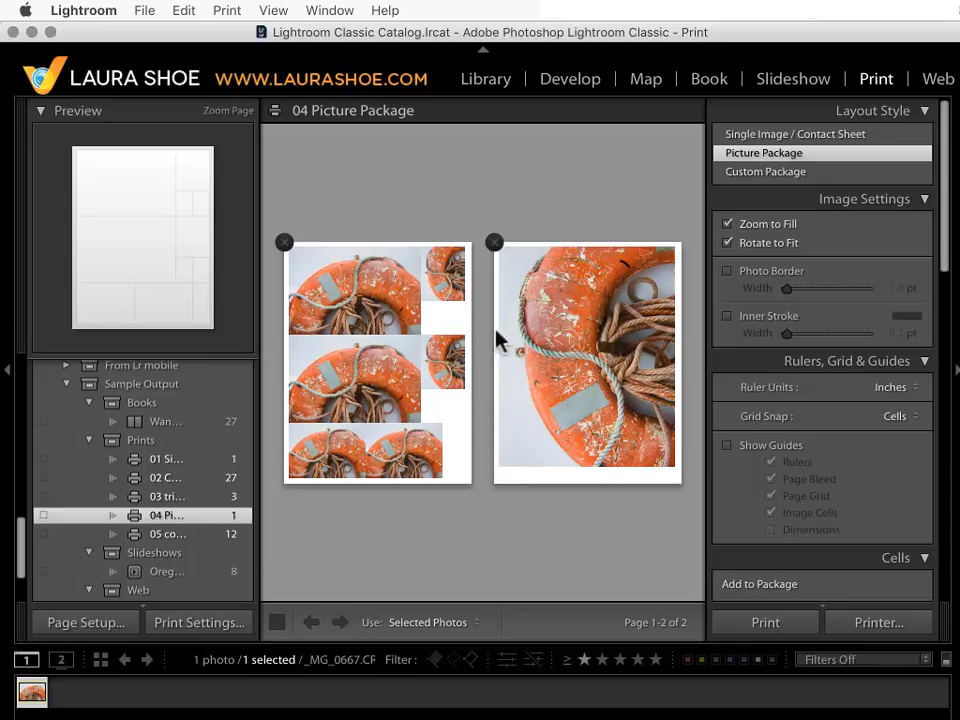 Lightroom File Edit Print View Window Help
Lightroom Classic Catalog.lrcat - Adobe Photoshop Lightroom Classic - Print
LAURA SHOE WWW.LAURASHOE.COM Library | Develop | Map | Book | Slideshow | Print | Web
Preview Zoom Page
04 Picture Package
Layout Style
Single Image / Contact Sheet
Picture Package
Custom Package
Image Settings
Zoom to Fill
Rotate to Fit
Photo Border
Width pt
Inner Stroke
Width pt
Rulers, Grid & Guides
Ruler Units : Inches
Grid Snap : Cells
Show Guides
Rulers
Page Bleed
Page Grid
Image Cells
Dimensions
Cells
Add to Package
From Lr mobile
Sample Output
Books
Wan... 27
Prints
01 Si... 1
02 C... 27
03 tri... 3
04 Pi... 1
05 co... 12
Slideshows
Oreg... 8
Web
Page Setup... Print Settings...
Use: Selected Photos Page 1-2 of 2
Print Printer...
1 2 1 photo / 1 selected / _MG_0667.CR Filter : ≥ ★★★★★ Filters Off